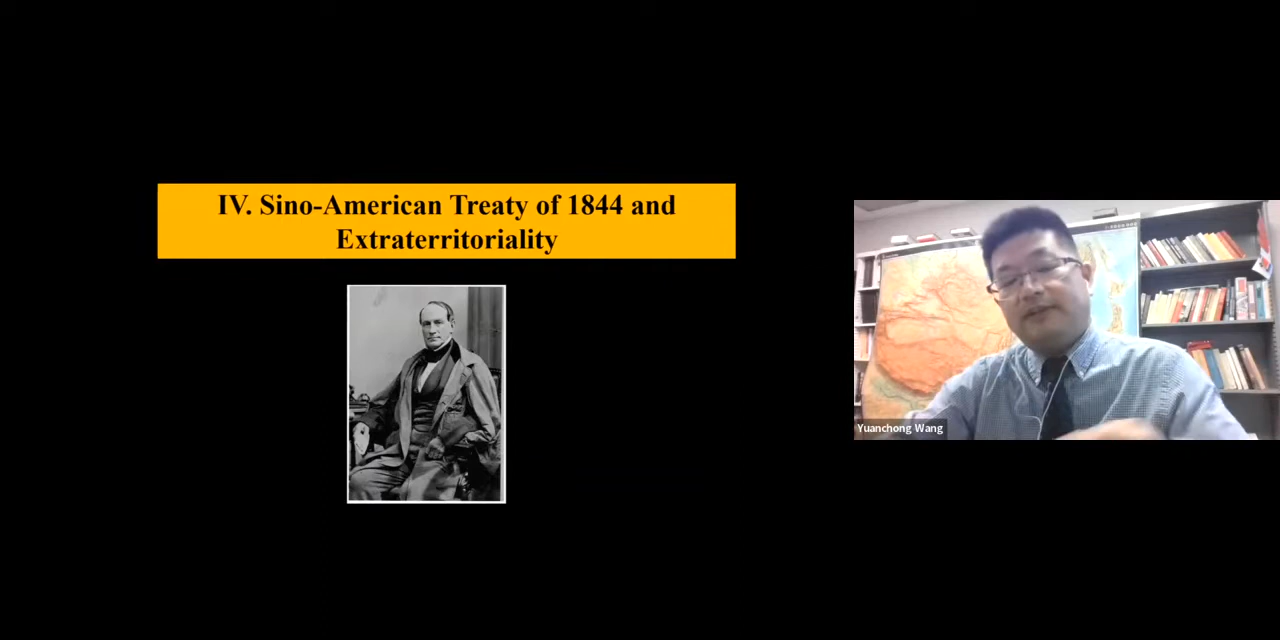 IV. Sino-American Treaty of 1844 and
Extraterritoriality
Yuanchong Wang